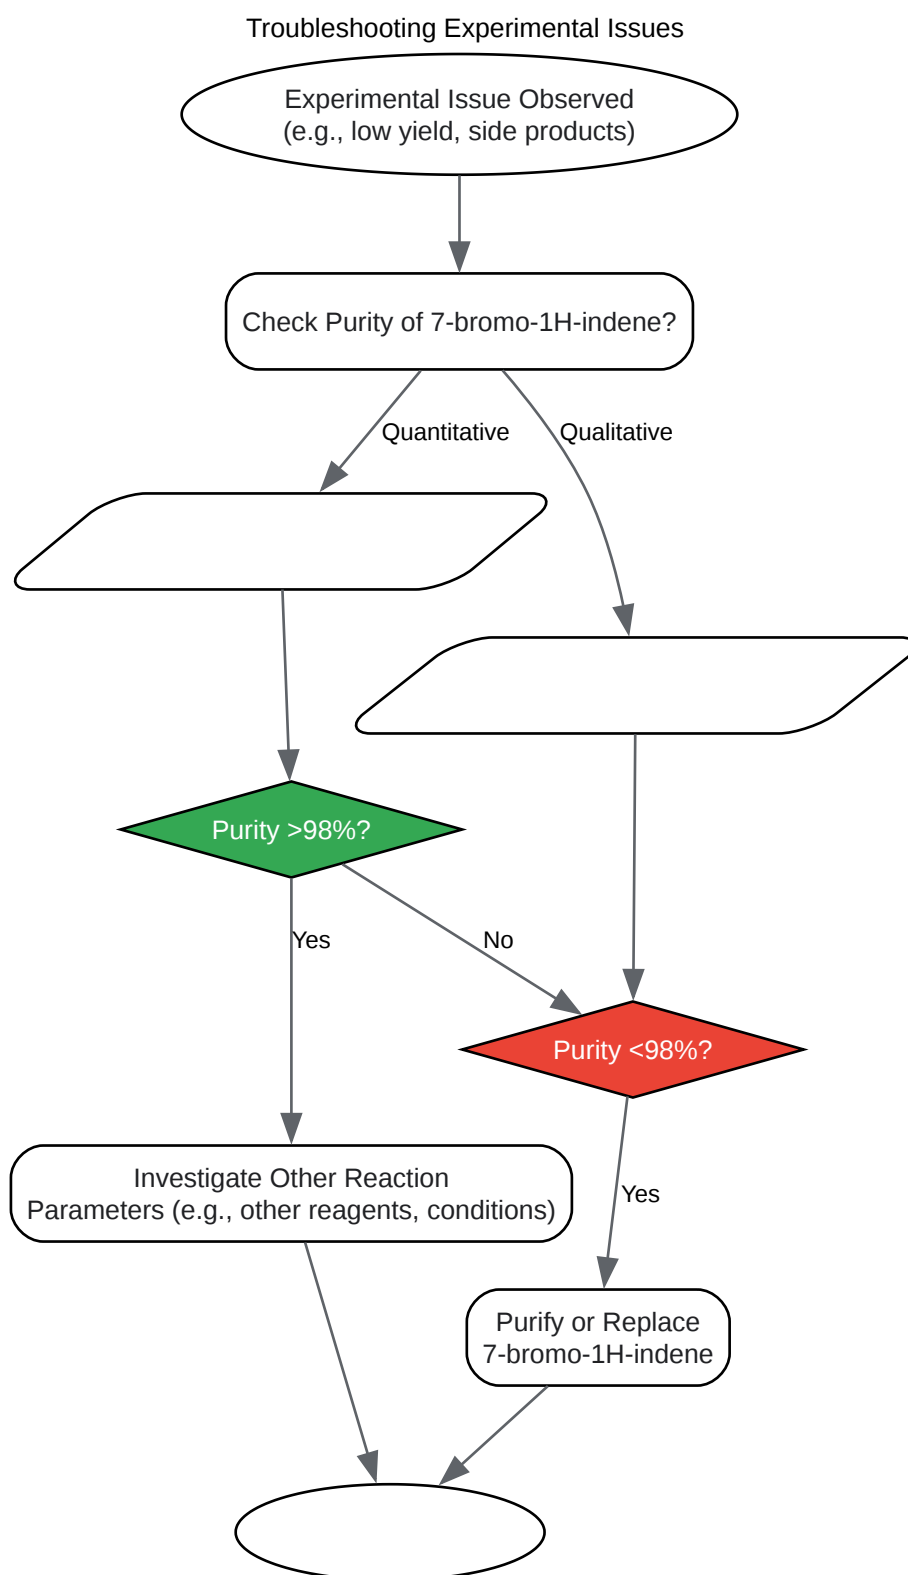 Troubleshooting Experimental Issues
Experimental Issue Observed
(e.g., low yield, side products)
Check Purity of 7-bromo-1H-indene?
Quantitative
Qualitative
Purity >98%?
Yes
No
Purity <98%?
Investigate Other Reaction
Parameters (e.g., other reagents, conditions)
Yes
Purify or Replace
7-bromo-1H-indene